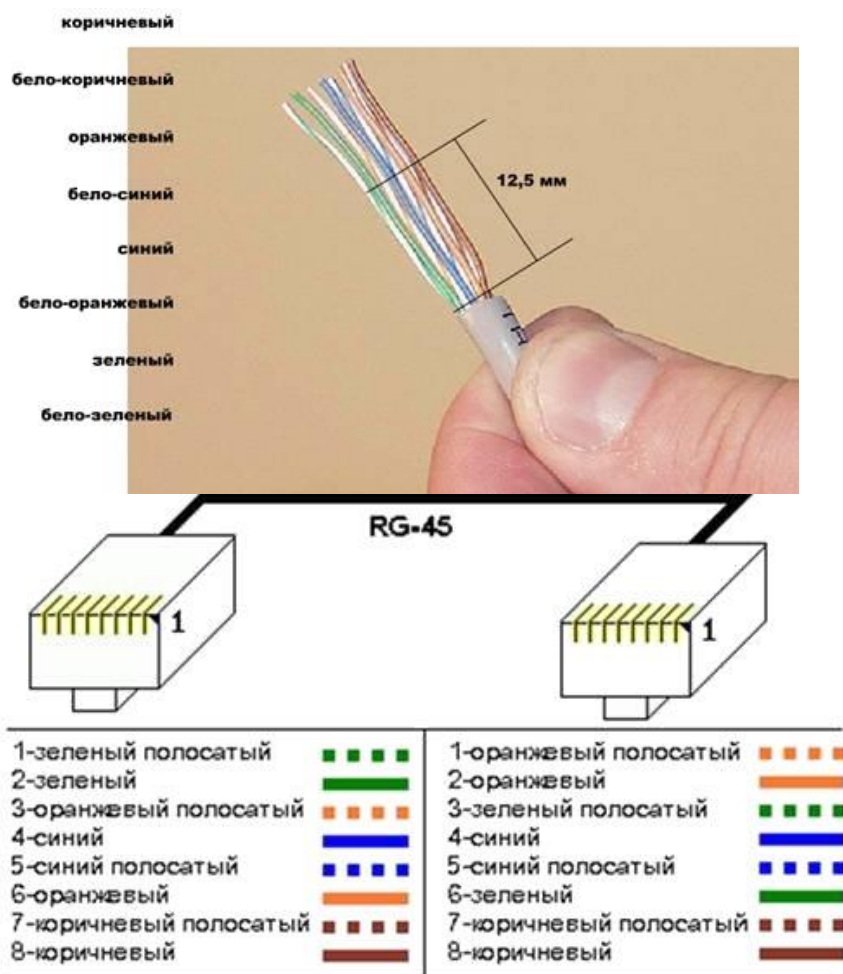 коричневый
бело-коричневый
оранжевый
бело-синий
12,5 мм
синий
бело-оранжевый
зеленый
бело-зеленый
RG-45
1
1
1-зеленый полосатый
2-зеленый
3-оранжевый полосатый
4-синий
5-синий полосатый
6-оранжевый
7-коричневый полосатый
8-коричневый
1-оранжевый полосатый
2-оранжевый
3-зеленый полосатый
4-синий
5-синий полосатый
6-зеленый
7-коричневый полосатый
8-коричневый